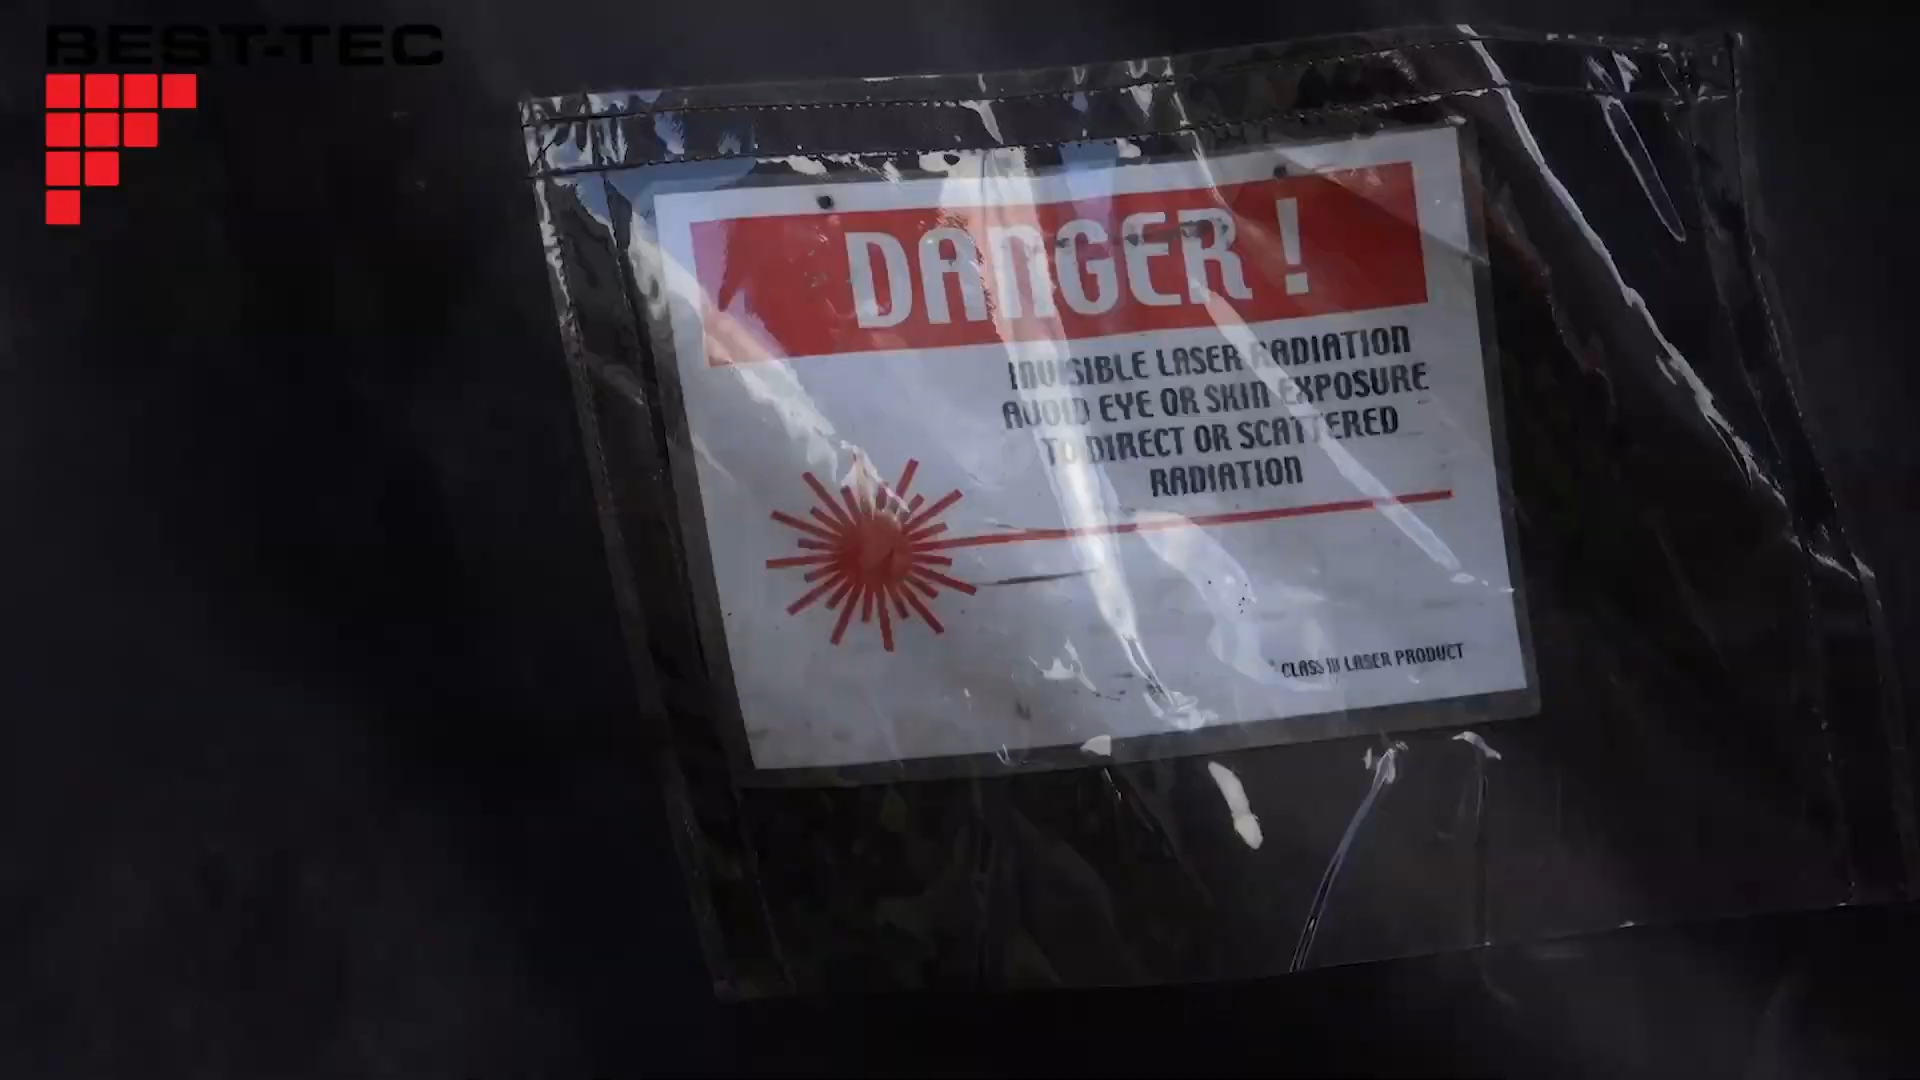 BEST-TEC
DANGER !
INVISIBLE LASER RADIATION
AVOID EYE OR SKIN EXPOSURE
TO DIRECT OR SCATTERED
RADIATION
CLASS III LASER PRODUCT